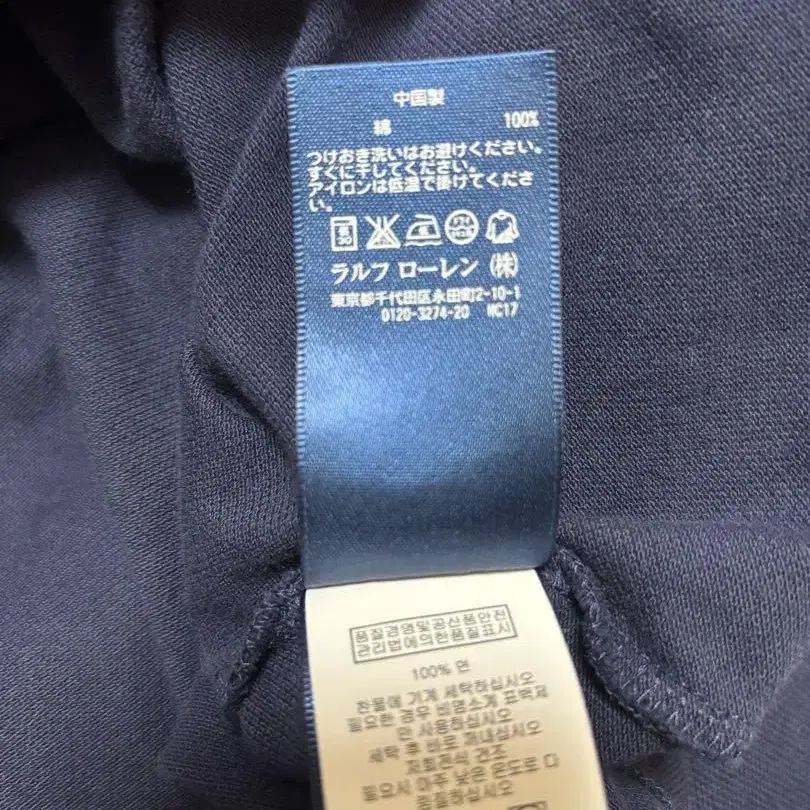 中国製
綿 100%
つけおき洗いはお避けください。
すぐに干してください。
アイロンは低温で掛けてくださ
い。
ラルフ ローレン (株)
東京都千代田区永田町2-10-1
0120-3274-20 WC17
품질경영및공산품안전
관리법에의한품질표시
100% 면
찬물에 기계 세탁하십시오
필요한 경우 비염소계 표백제
만 사용하십시오
세탁 후 바로 꺼내십시오
저회전식 건조
필요시 아주 낮은 온도로 다